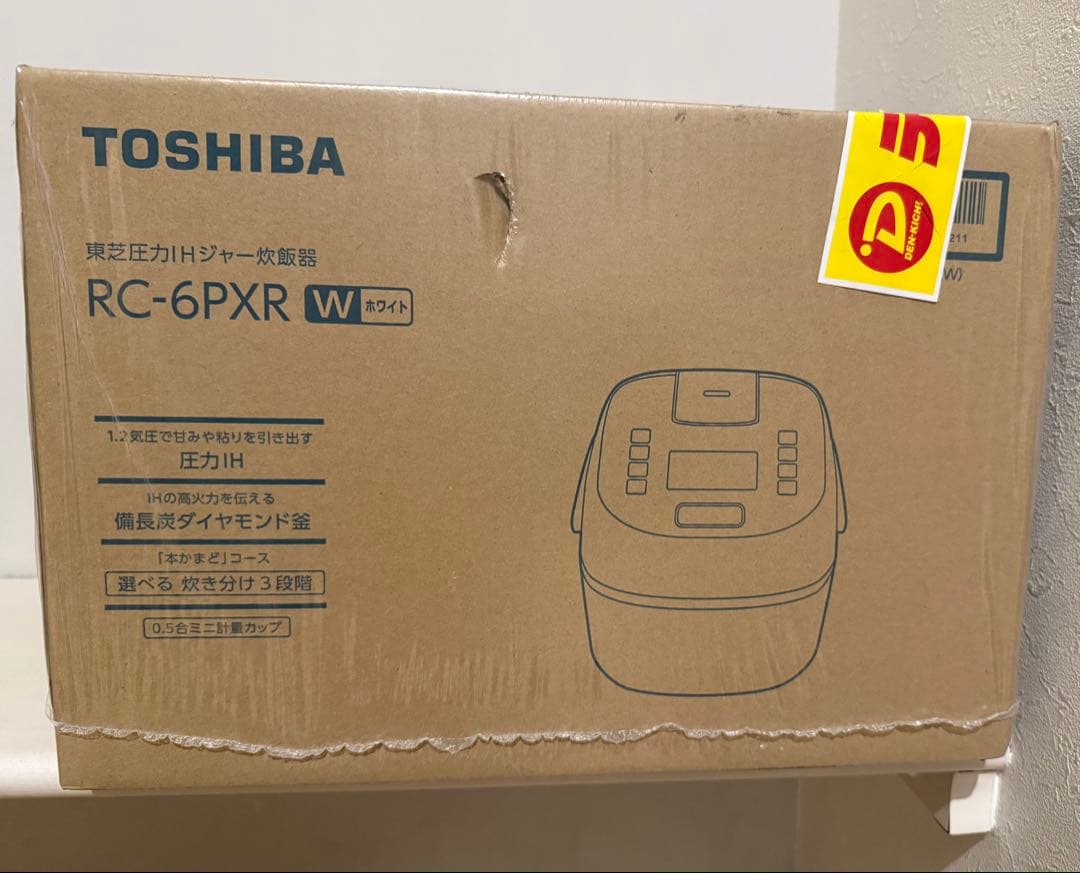 TOSHIBA
東芝圧力IHジャー炊飯器
RC-6PXR W ホワイト
1.2気圧で甘みや粘りを引き出す
圧力IH
IHの高火力を伝える
備長炭ダイヤモンド釜
「本かまど」コース
選べる 炊き分け3段階
0.5合ミニ計量カップ
D
DEN-KICHI!
211
W)